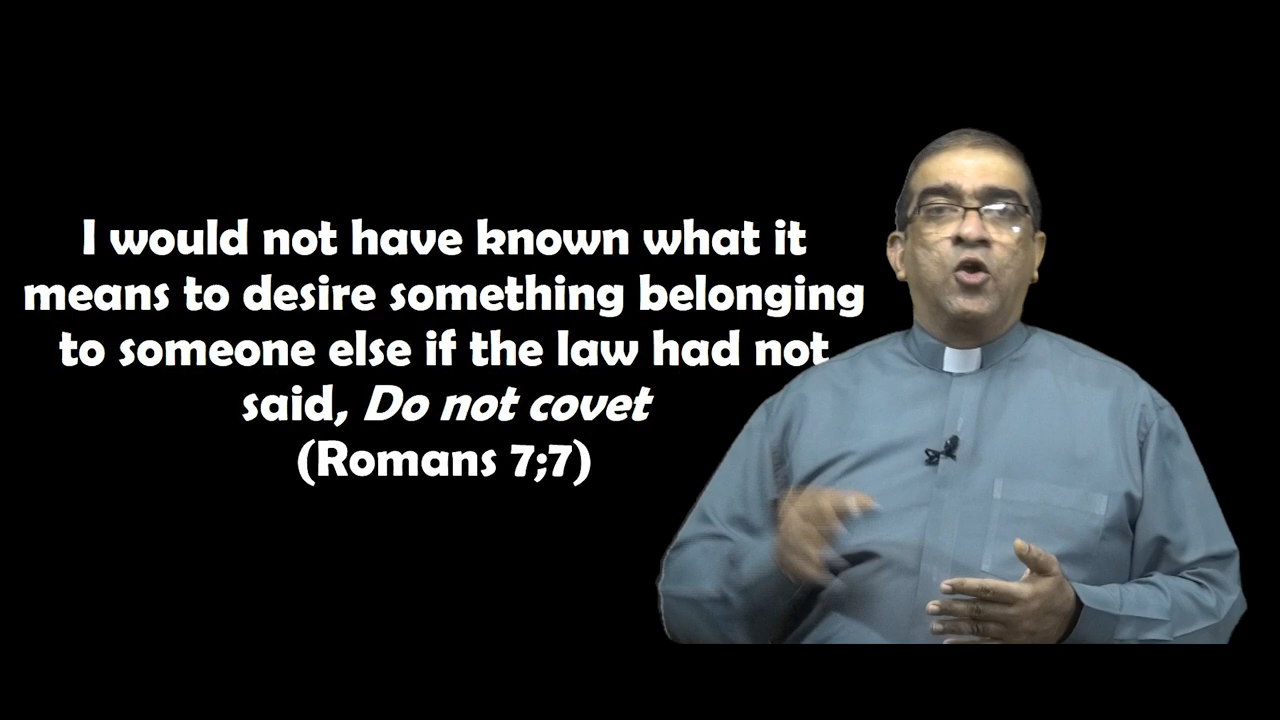 I would not have known what it
means to desire something belonging
to someone else if the law had not
said, Do not covet
(Romans 7;7)